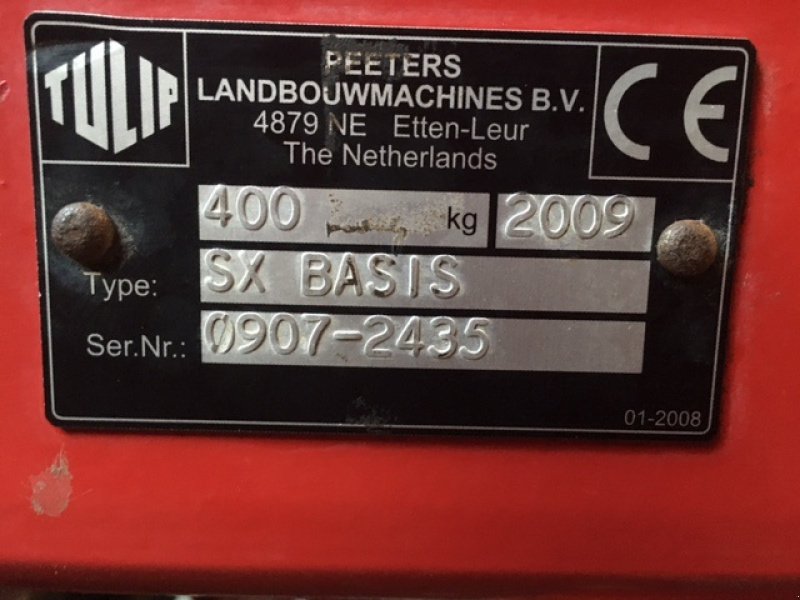 TULIP
PEETERS
LANDBOUWMACHINES B.V.
4879 NE Etten-Leur
The Netherlands
CE
400 kg 2009
Type: SX BASIS
Ser.Nr.: 0907-2435
01-2008